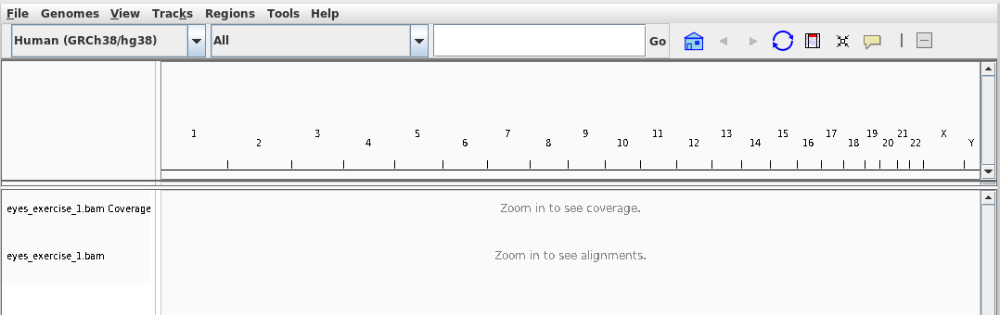 File Genomes View Tracks Regions Tools Help
Human (GRCh38/hg38) All Go
1 2 3 4 5 6 7 8 9 10 11 12 13 14 15 16 17 18 19 20 21 22 X Y
eyes_exercise_1.bam Coverage Zoom in to see coverage.
eyes_exercise_1.bam Zoom in to see alignments.